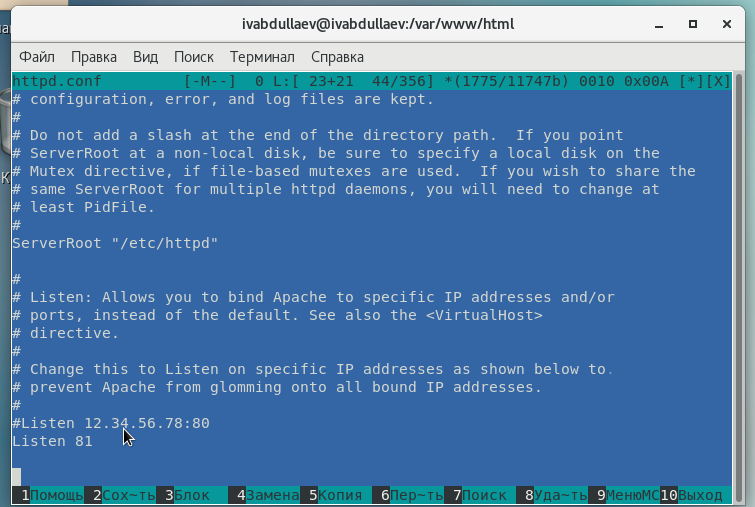 ivabdullaev@ivabdullaev:/var/www/html
Файл Правка Вид Поиск Терминал Справка
httpd.conf [-M--] 0 L:[ 23+21 44/356] *(1775/11747b) 0010 0x00A [*][X]
# configuration, error, and log files are kept.
#
# Do not add a slash at the end of the directory path. If you point
# ServerRoot at a non-local disk, be sure to specify a local disk on the
# Mutex directive, if file-based mutexes are used. If you wish to share the
# same ServerRoot for multiple httpd daemons, you will need to change at
# least PidFile.
#
ServerRoot "/etc/httpd"
#
# Listen: Allows you to bind Apache to specific IP addresses and/or
# ports, instead of the default. See also the <VirtualHost>
# directive.
#
# Change this to Listen on specific IP addresses as shown below to.
# prevent Apache from glomming onto all bound IP addresses.
#
#Listen 12.34.56.78:80
Listen 81
1Помощь 2Сох~ть 3Блок 4Замена 5Копия 6Пер~ть 7Поиск 8Уда~ть 9МенюMC 10Выход